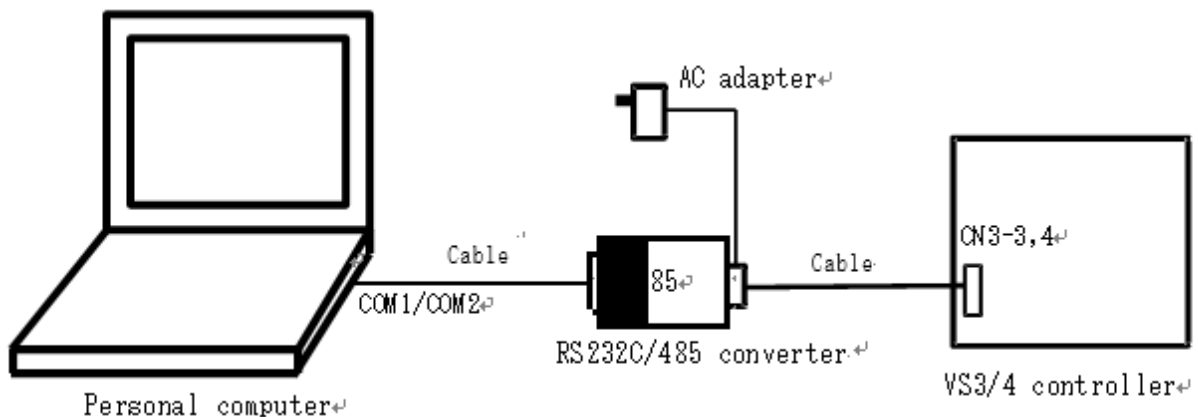 AC adapter↵
CN3-3,4↵
Cable
Cable
85↵
COM1/COM2↵
RS232C/485 converter↵
VS3/4 controller↵
Personal computer↵